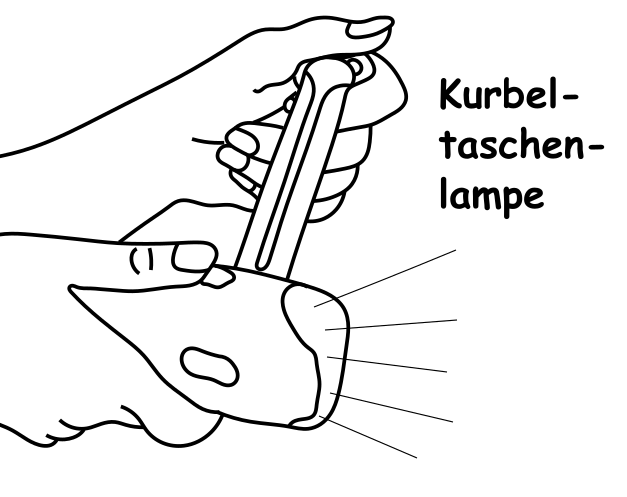 Kurbel-
taschen-
lampe